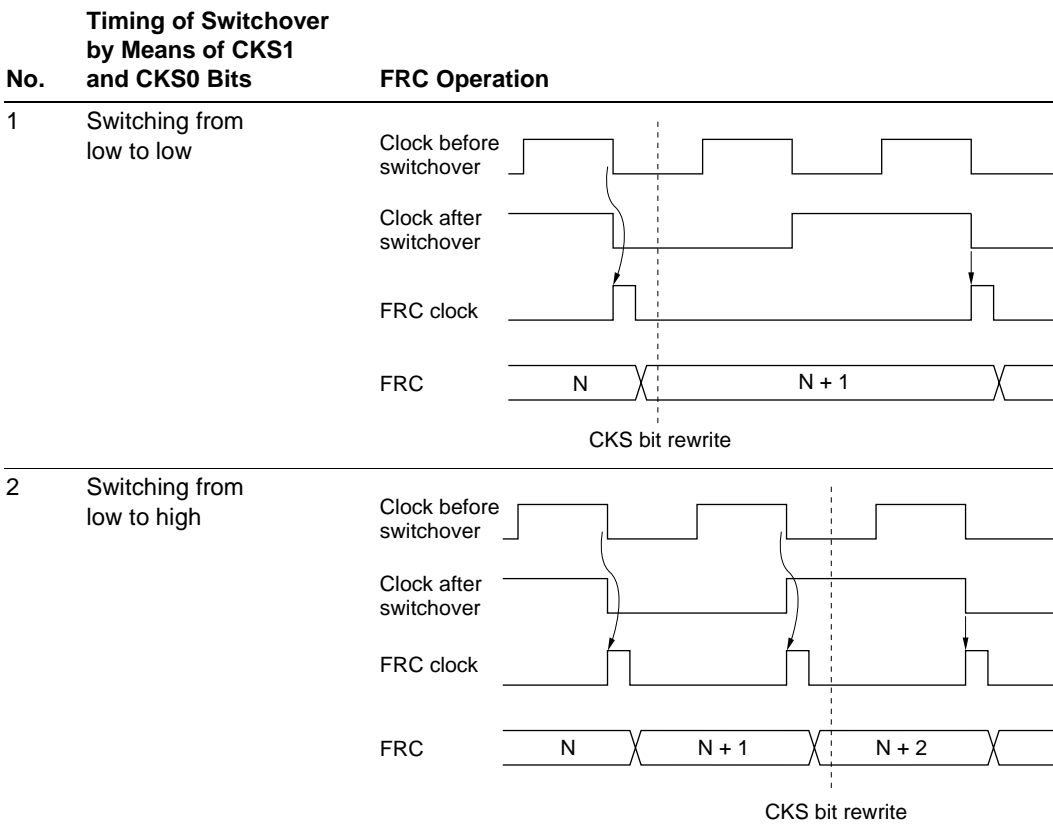 No.
Timing of Switchover
by Means of CKS1
and CKS0 Bits
FRC Operation
1
Switching from
low to low
Clock before
switchover
Clock after
switchover
FRC clock
FRC
N
N + 1
CKS bit rewrite
2
Switching from
low to high
Clock before
switchover
Clock after
switchover
FRC clock
FRC
N
N + 1
N + 2
CKS bit rewrite